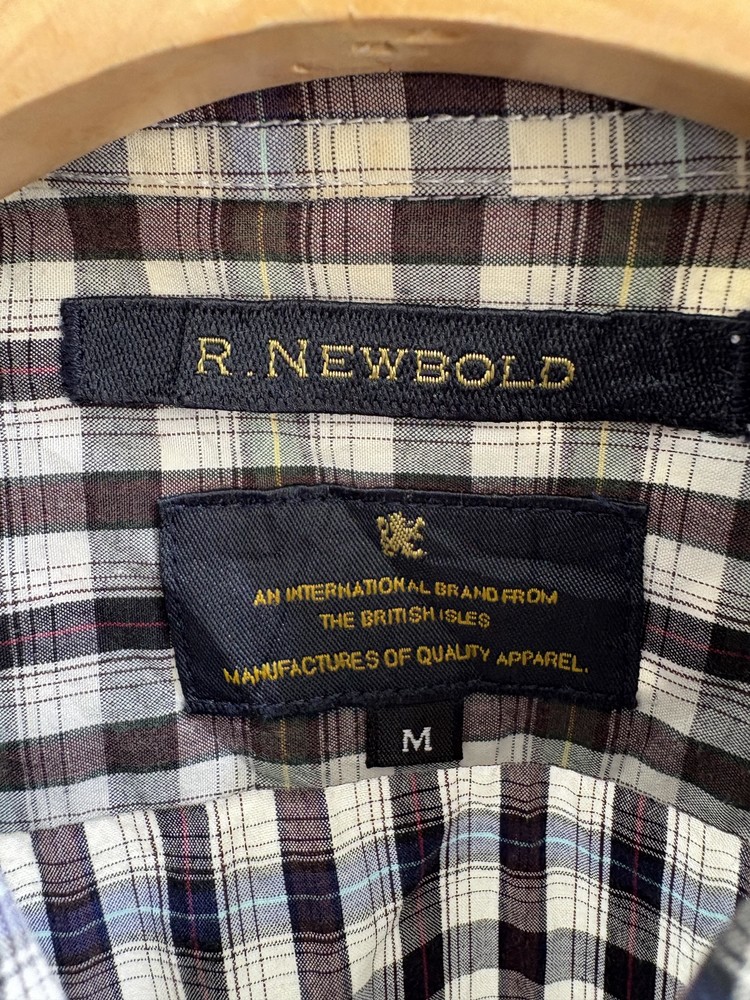 R. NEWBOLD
AN INTERNATIONAL BRAND FROM
THE BRITISH ISLES
MANUFACTURES OF QUALITY APPAREL.
M